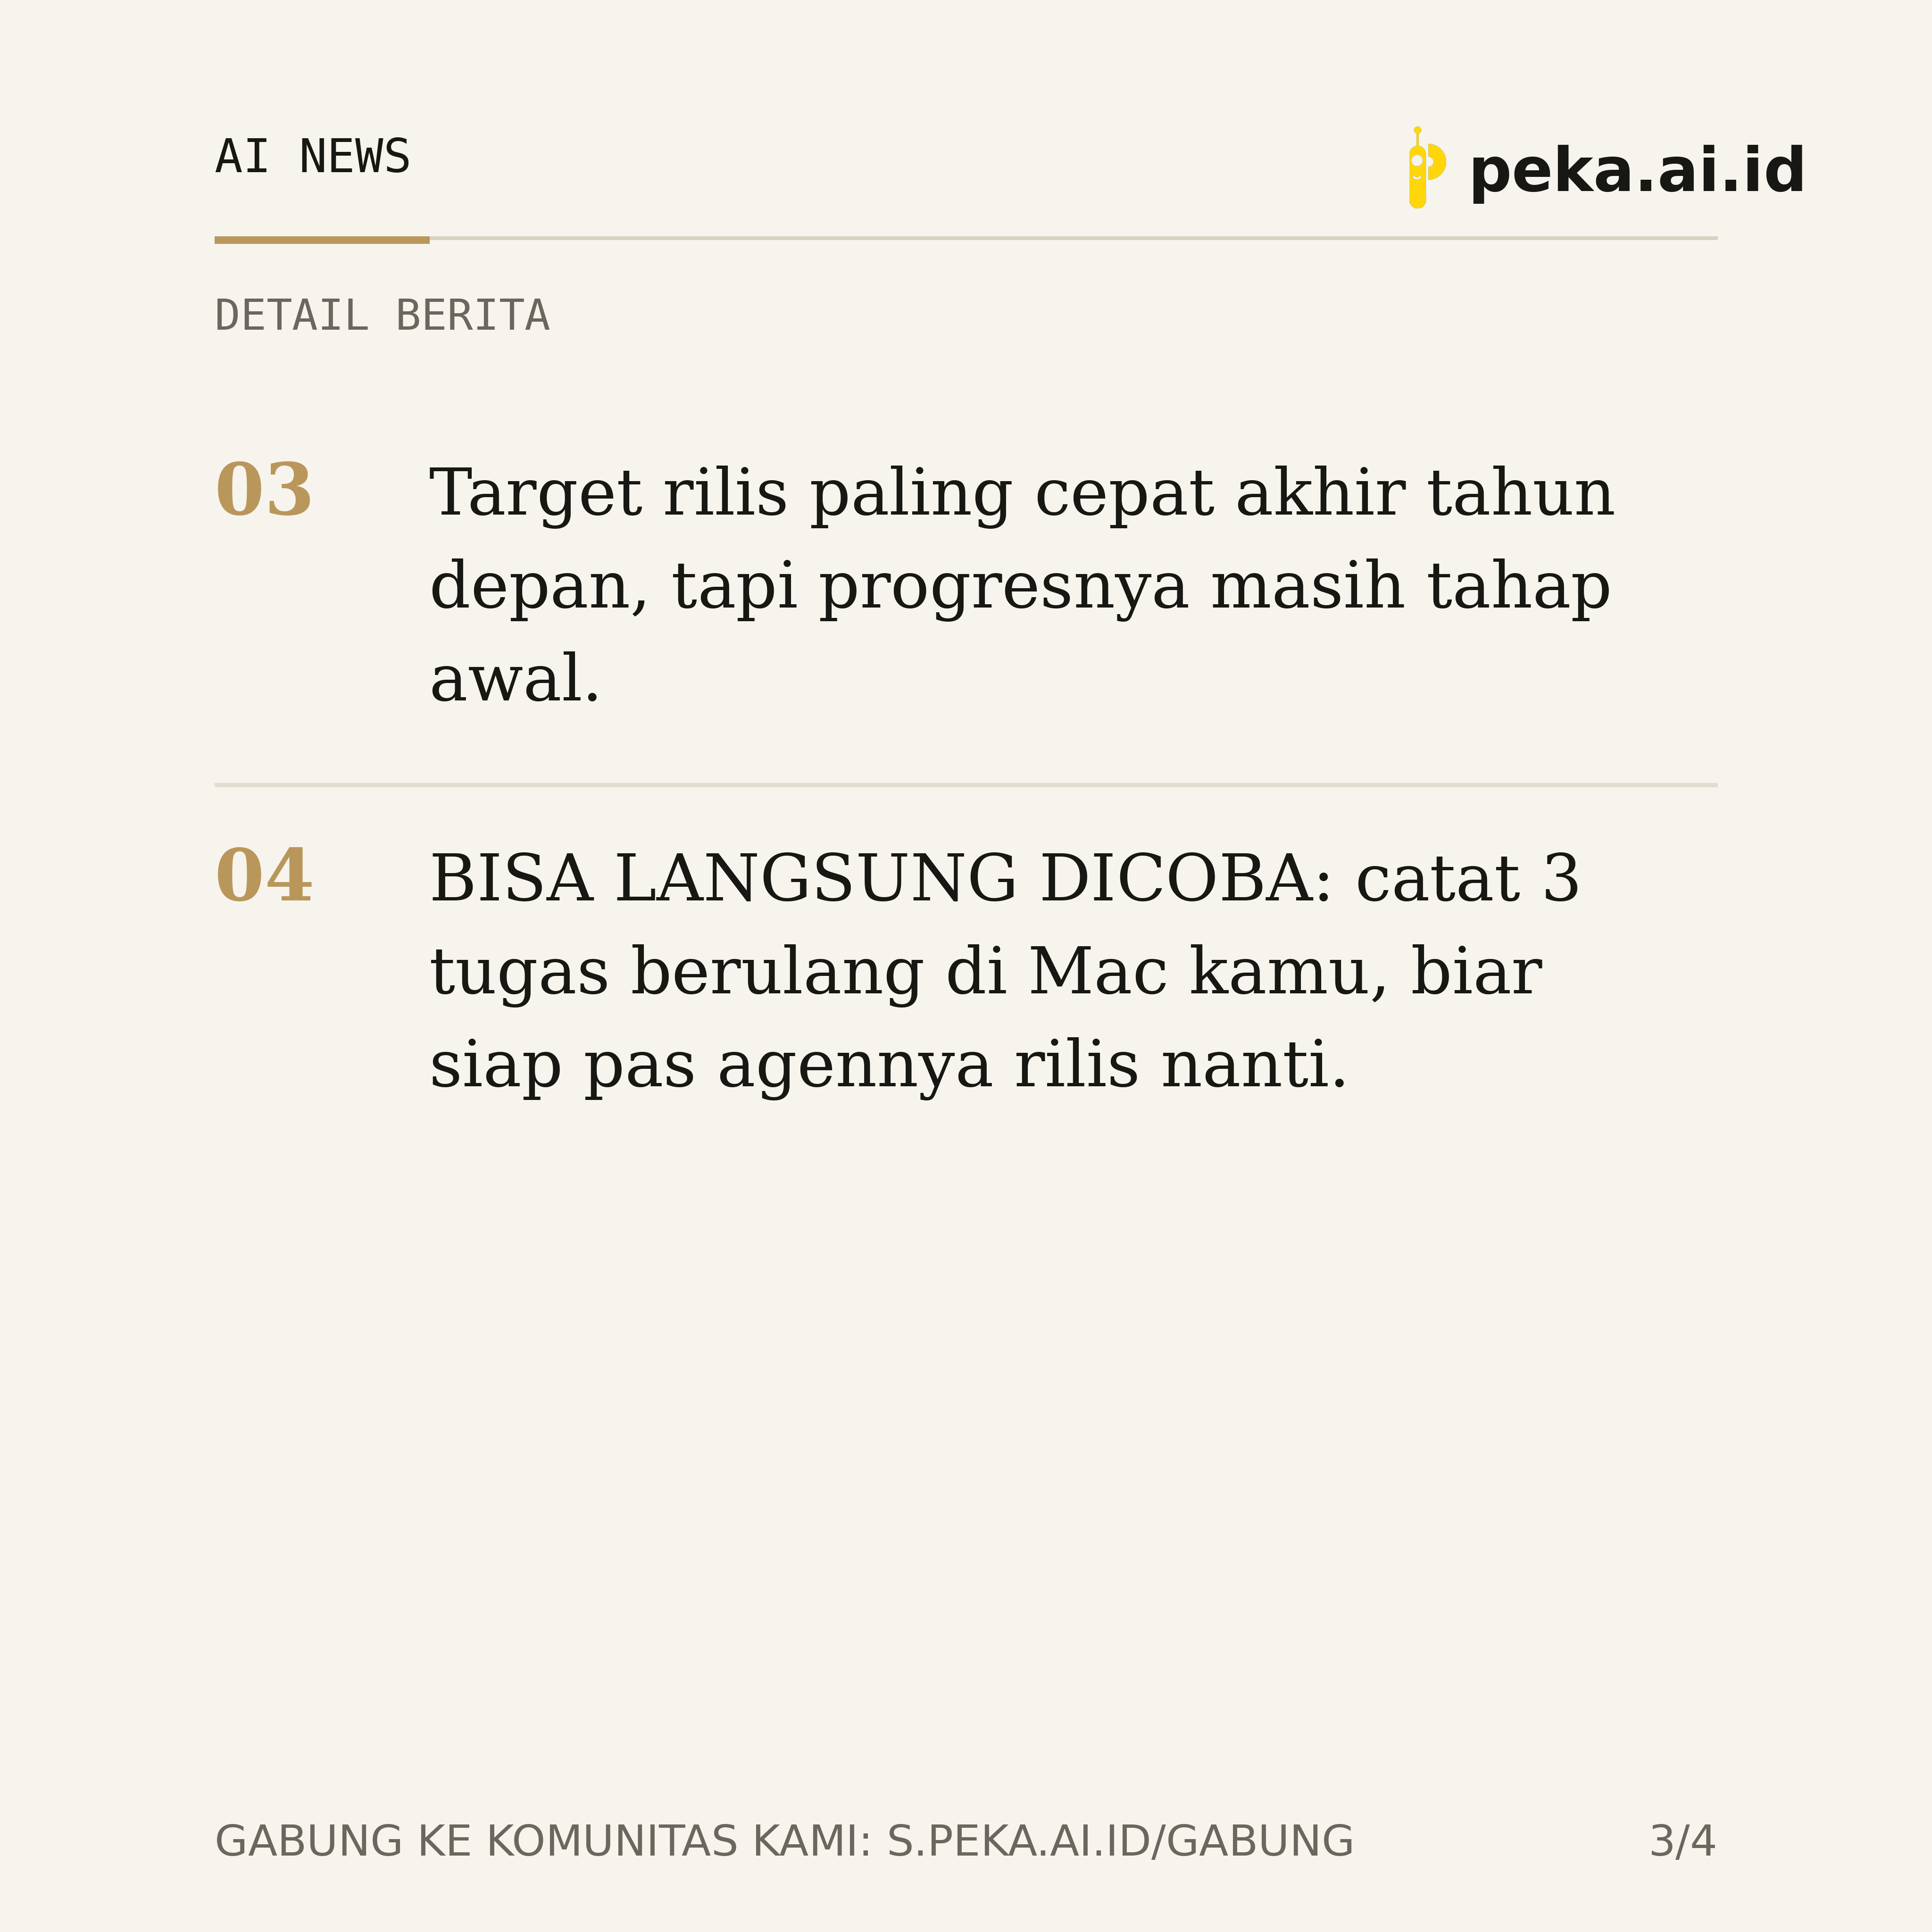 AI NEWS
peka.ai.id
DETAIL BERITA
03
Target rilis paling cepat akhir tahun
depan, tapi progresnya masih tahap
awal.
04
BISA LANGSUNG DICOBA: catat 3
tugas berulang di Mac kamu, biar
siap pas agennya rilis nanti.
GABUNG KE KOMUNITAS KAMI: S.PEKA.AI.ID/GABUNG
3/4